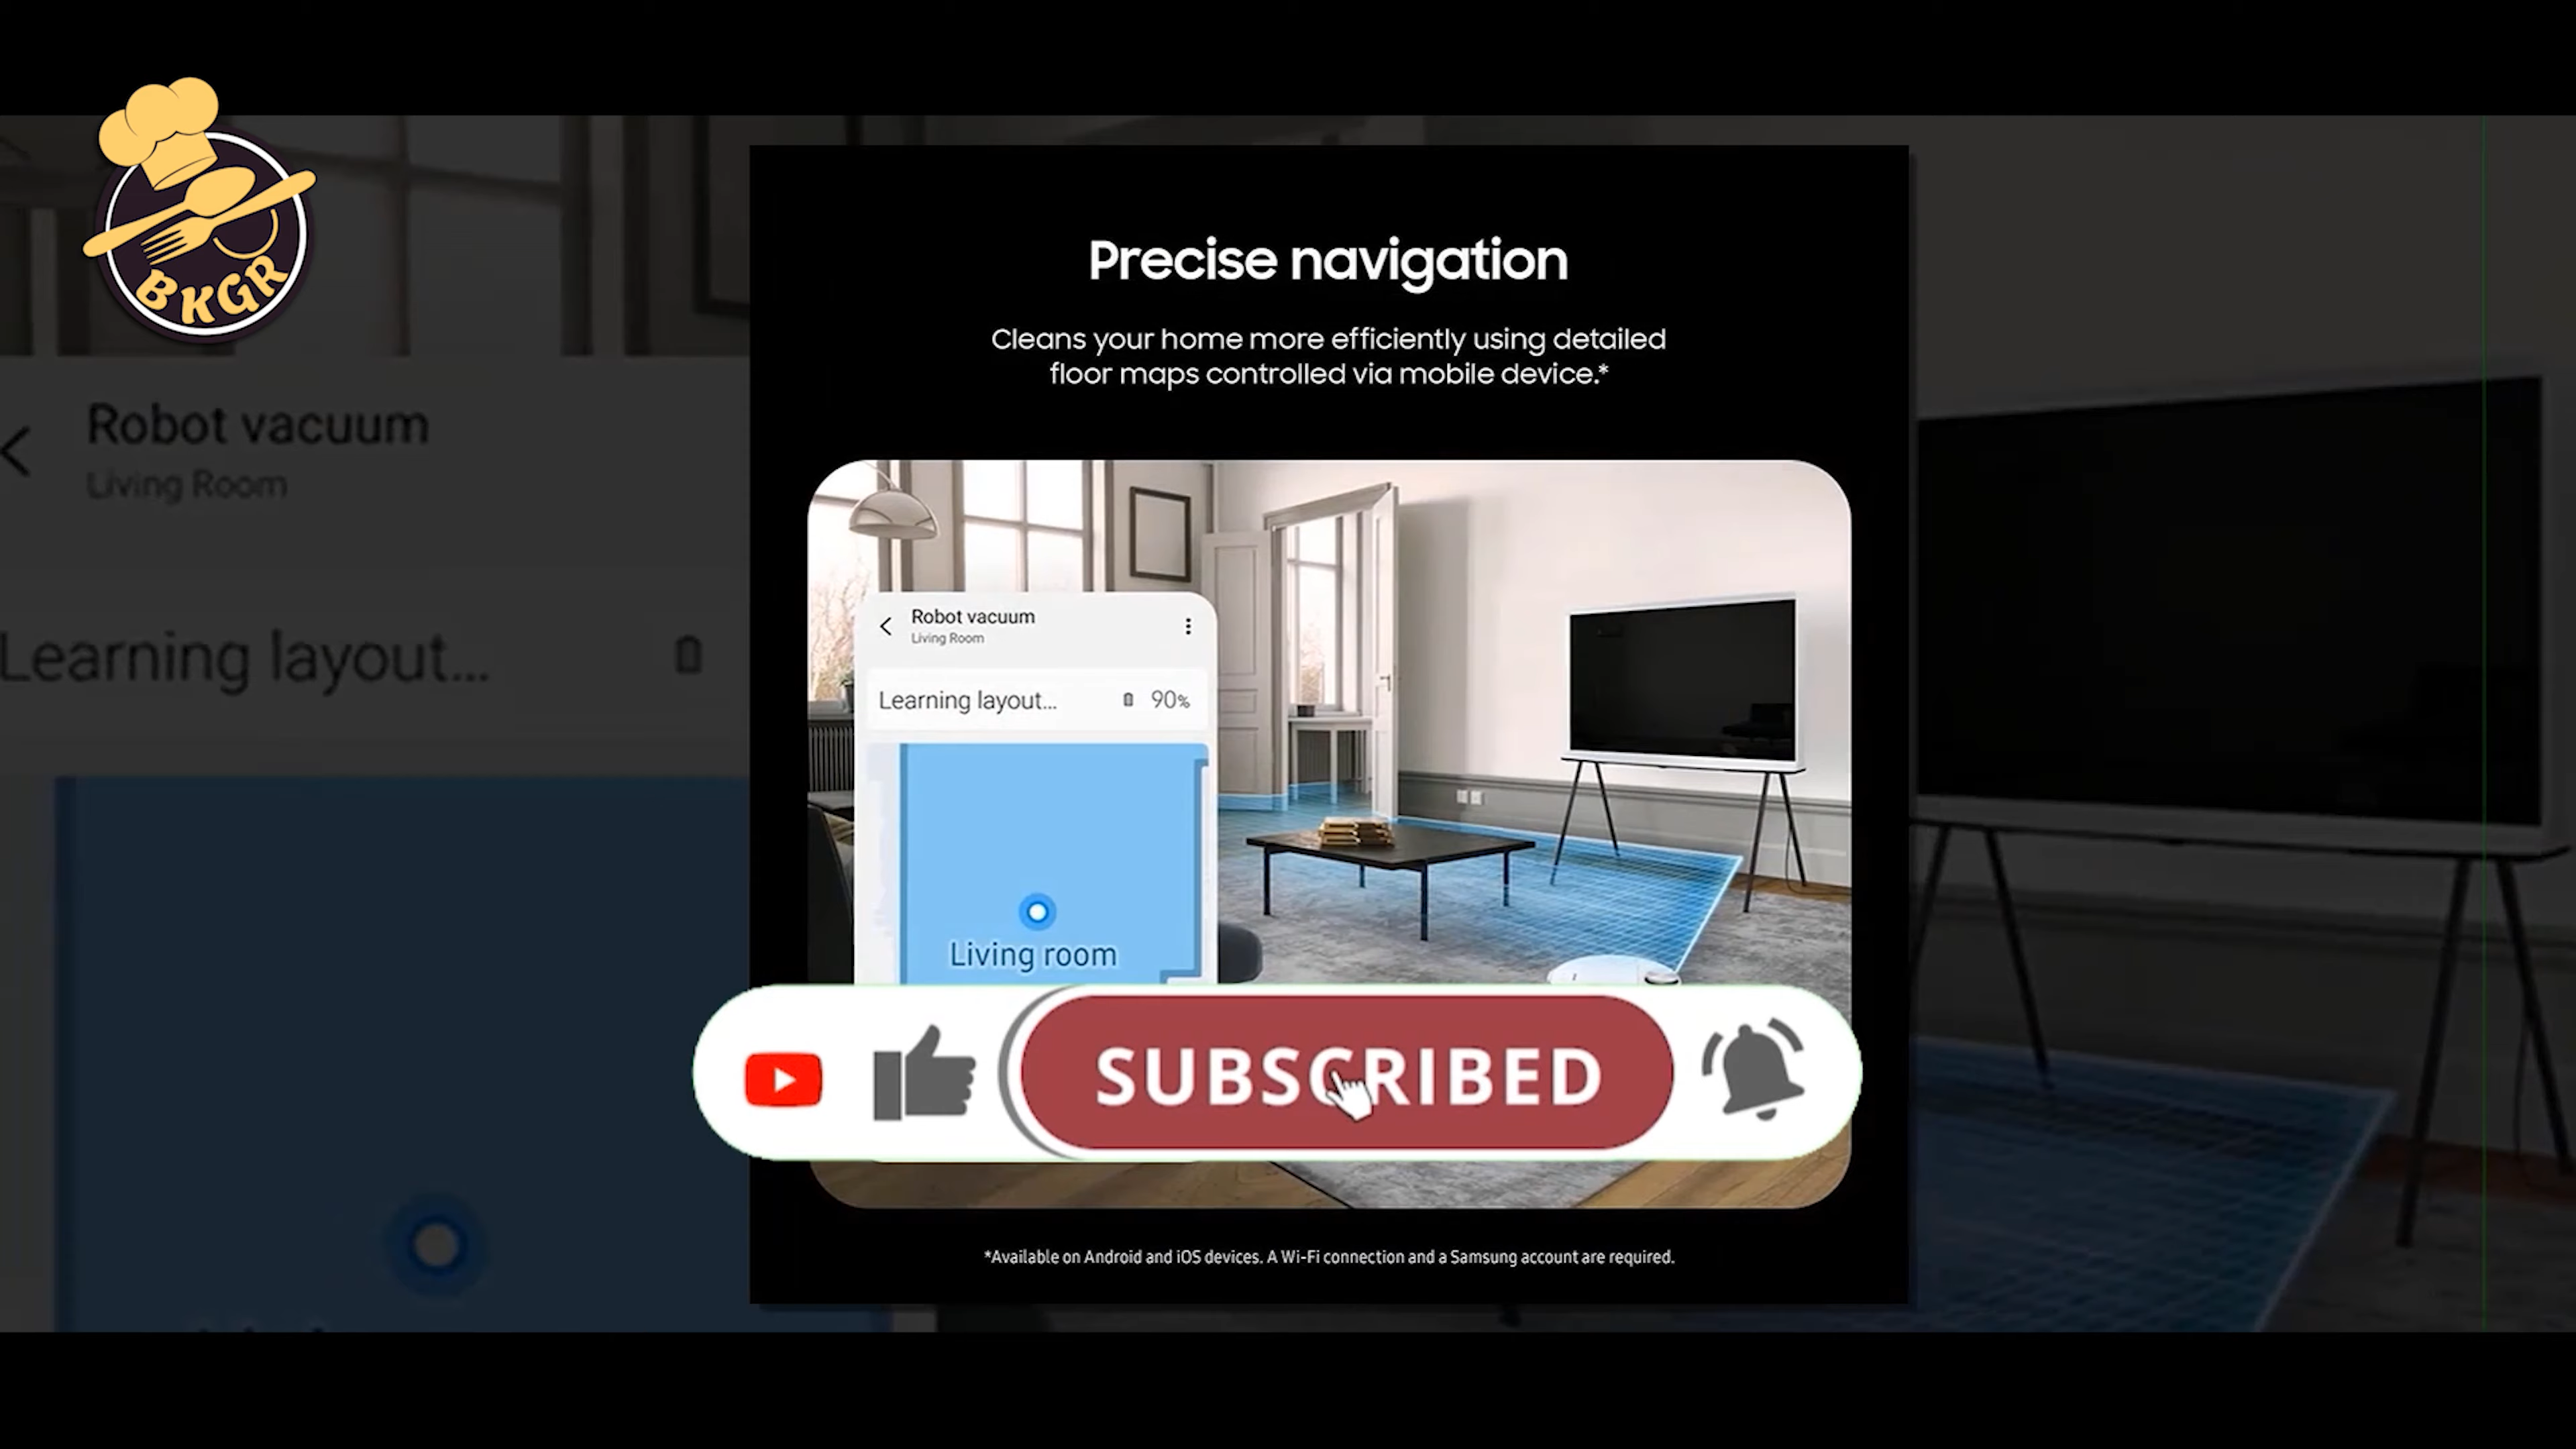 BKGR
Precise navigation
Cleans your home more efficiently using detailed
floor maps controlled via mobile device.*
Robot vacuum
Living Room
Learning layout...
Robot vacuum
Living Room
Learning layout... 90%
Living room
SUBSCRIBED
*Available on Android and iOS devices. A Wi-Fi connection and a Samsung account are required.